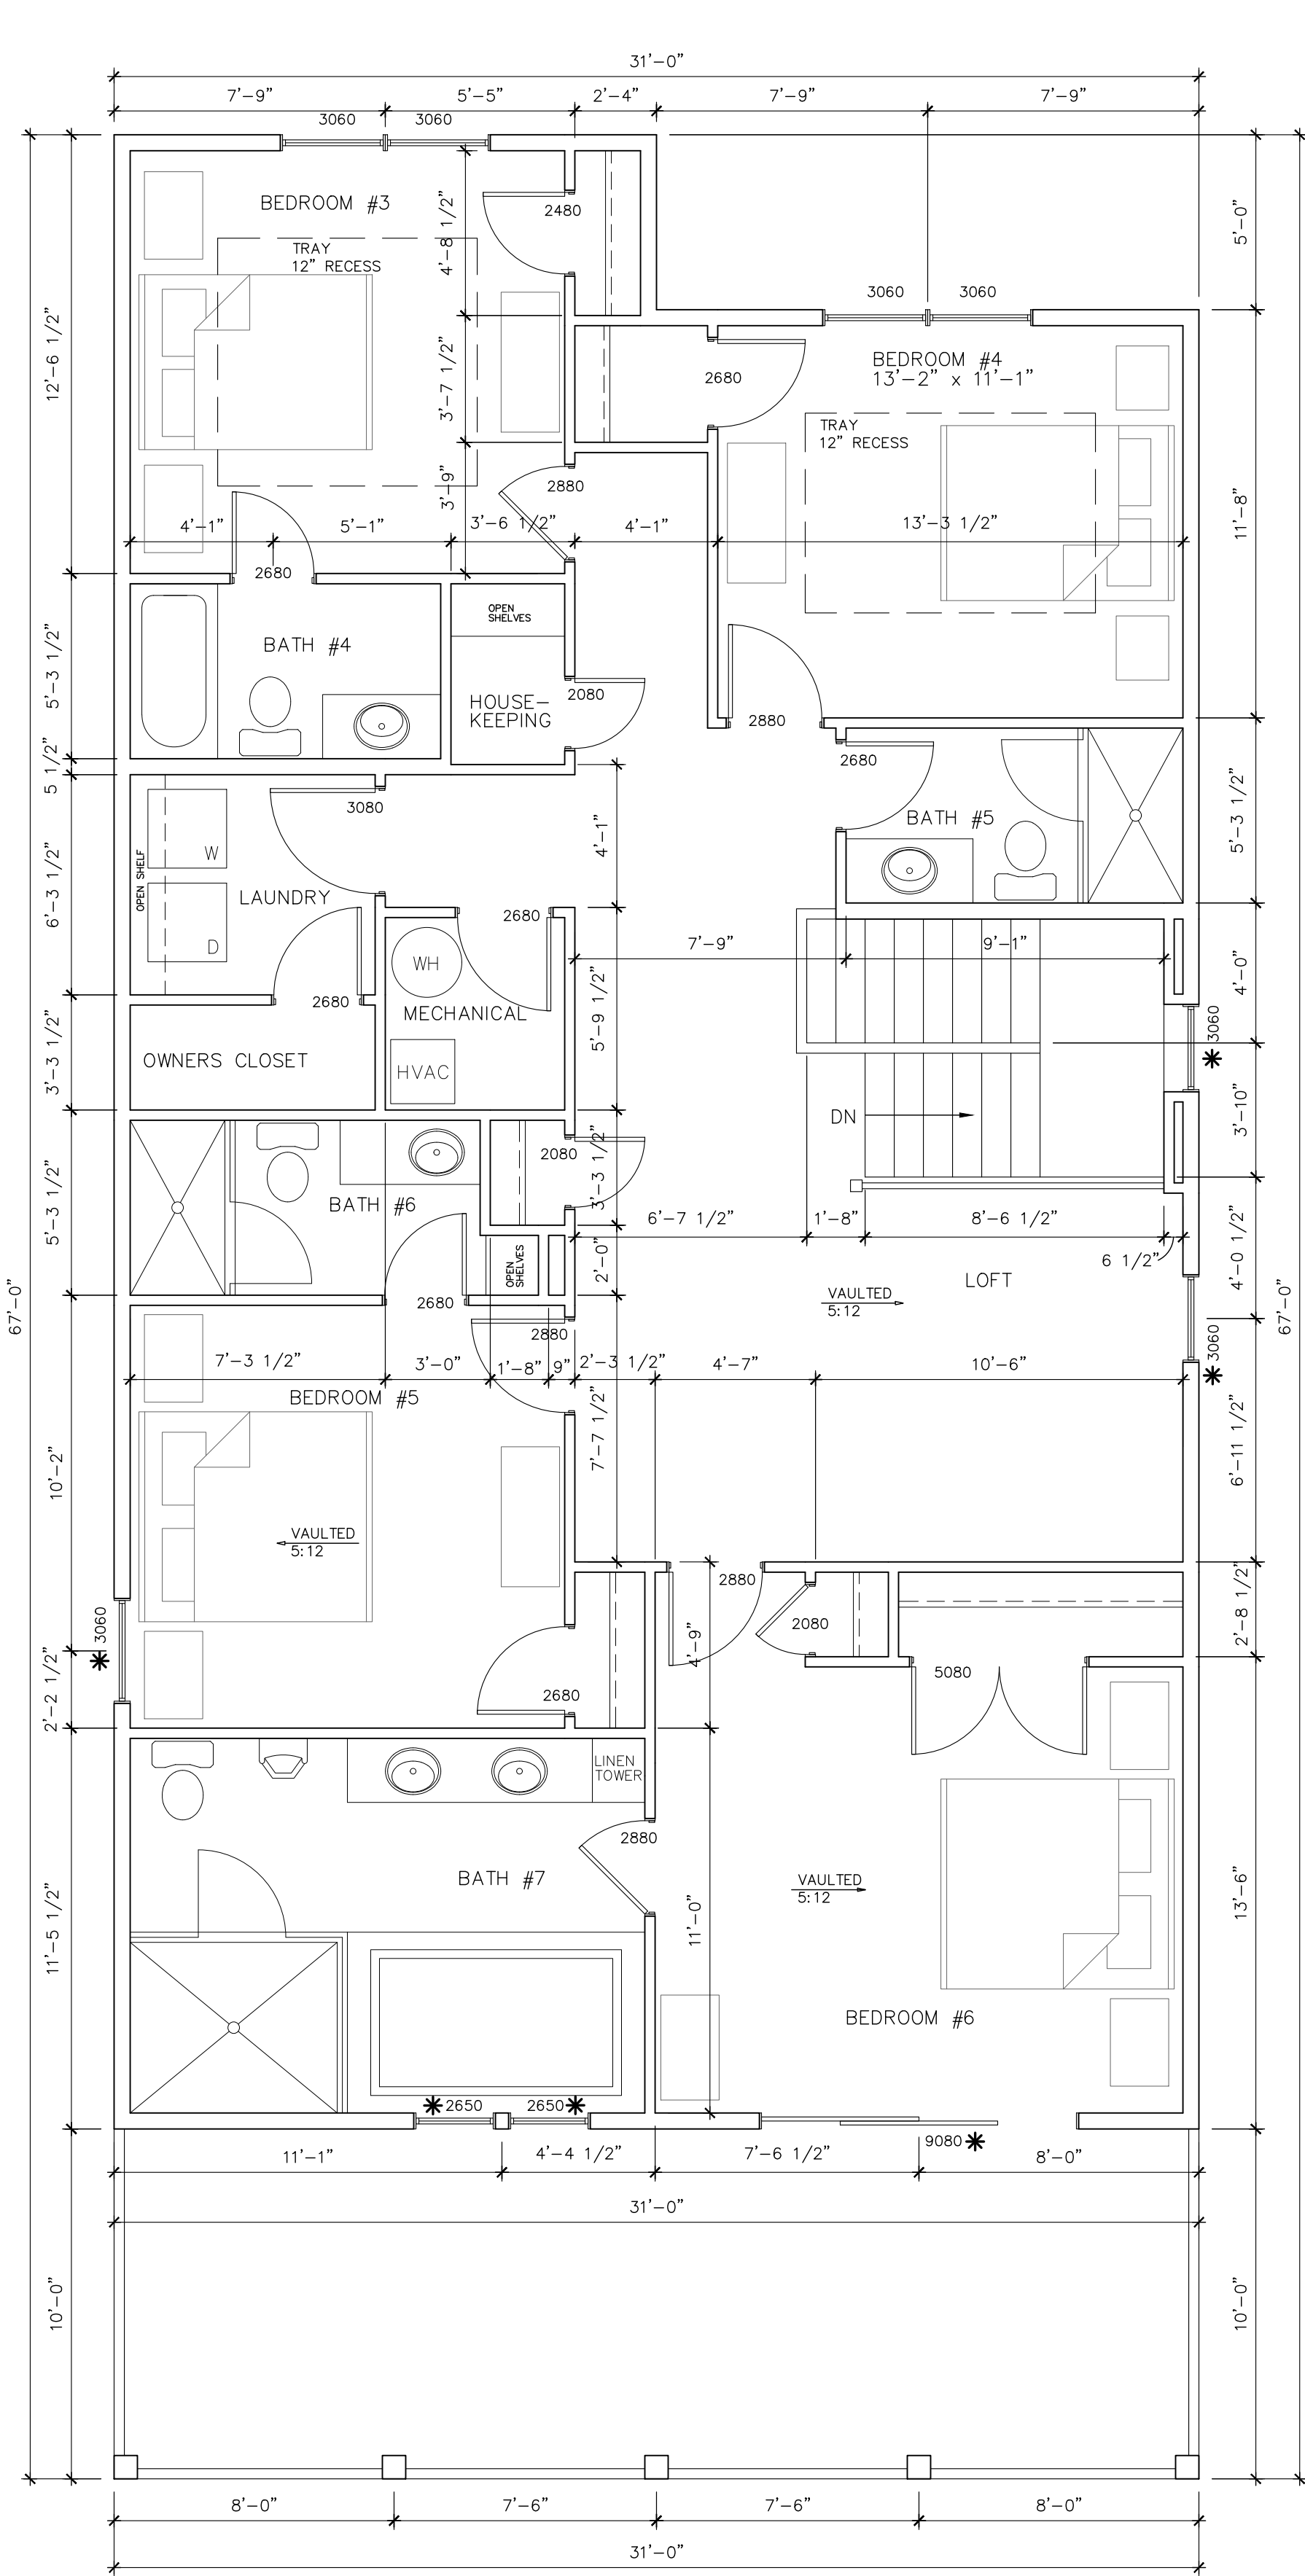 31'-0"
7'-9" 5'-5" 2'-4" 7'-9" 7'-9"
3060 3060
BEDROOM #3
2480
4'-8 1/2"
5'-0"
TRAY
12" RECESS
3060 3060
12'-6 1/2"
3'-7 1/2"
2680
BEDROOM #4
13'-2" x 11'-1"
TRAY
12" RECESS
3'-9"
2880
11'-8"
4'-1" 5'-1" 3'-6 1/2" 4'-1" 13'-3 1/2"
2680
OPEN
SHELVES
BATH #4
5'-3 1/2"
HOUSE-
KEEPING
2080
2880
2680
5 1/2"
3080
4'-1"
BATH #5
5'-3 1/2"
W
OPEN SHELF
LAUNDRY
6'-3 1/2"
2680
D
WH
7'-9" 9'-1"
4'-0"
2680
MECHANICAL
5'-9 1/2"
3060
OWNERS CLOSET
HVAC
3'-3 1/2"
DN
3'-10"
2080
3'-3 1/2"
BATH #6
5'-3 1/2"
6'-7 1/2" 1'-8" 8'-6 1/2"
6 1/2"
4'-0 1/2"
OPEN
SHELVES
2'-0"
LOFT
VAULTED
5:12
67'-0"
67'-0"
2680
2880
3060
7'-3 1/2" 3'-0" 1'-8" 9" 2'-3 1/2" 4'-7" 10'-6"
BEDROOM #5
7'-7 1/2"
6'-11 1/2"
10'-2"
VAULTED
5:12
2880
3060
2080
2'-8 1/2"
4'-9"
2'-2 1/2"
2680
5080
LINEN
TOWER
2880
BATH #7
VAULTED
5:12
11'-5 1/2"
11'-0"
13'-6"
BEDROOM #6
2650 2650
9080
11'-1" 4'-4 1/2" 7'-6 1/2" 8'-0"
31'-0"
10'-0"
10'-0"
8'-0" 7'-6" 7'-6" 8'-0"
31'-0"